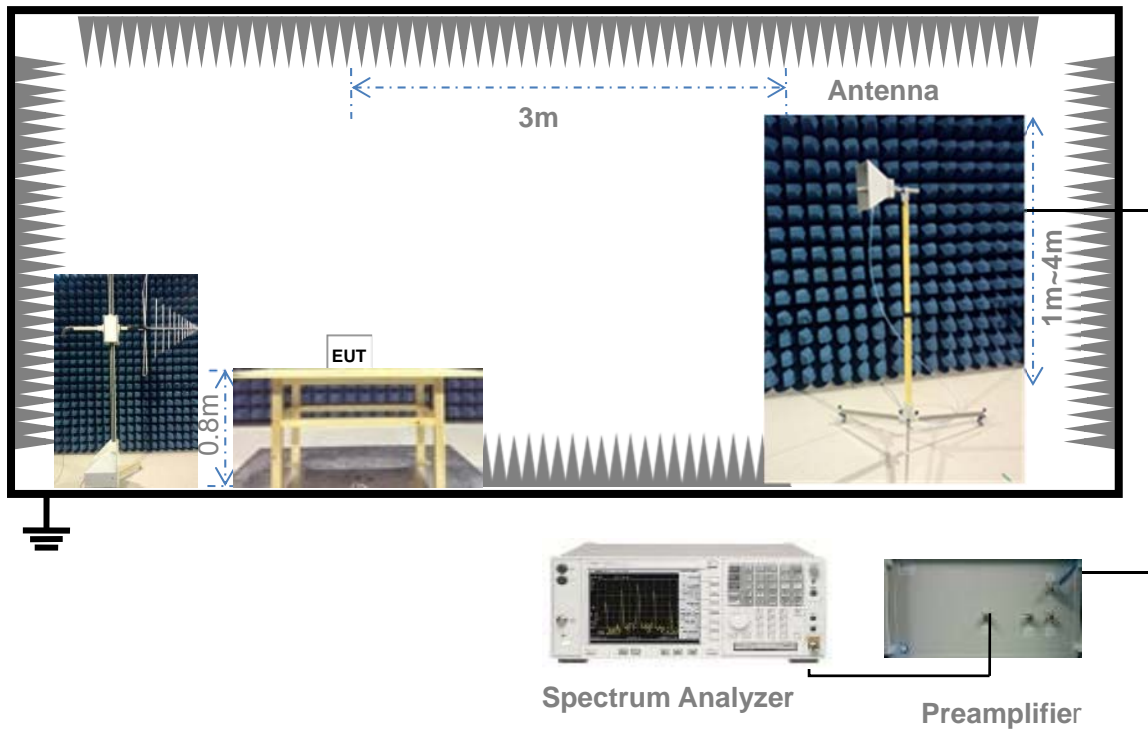 Antenna
3m
1m~4m
EUT
0.8m
Spectrum Analyzer
Preamplifier